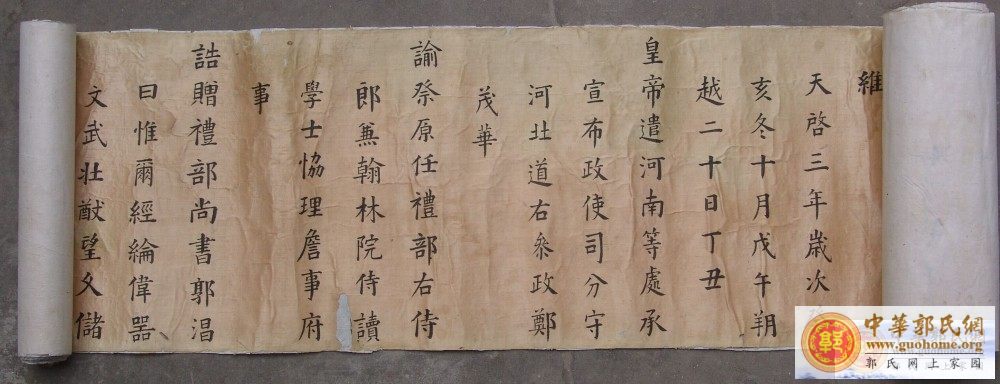 維
天啓三年歲次
亥冬十月戊午朔
越二十日丁丑
皇帝遣河南等處承
宣布政使司分守
河北道右叅政鄭
茂華
諭祭原任禮部右侍
郎兼翰林院侍讀
學士恊理詹事府
事
誥贈禮部尚書郭淐
曰惟爾經綸偉器
文武壯猷望久儲
中華郭氏網
www.guohome.org
郭氏网上家园